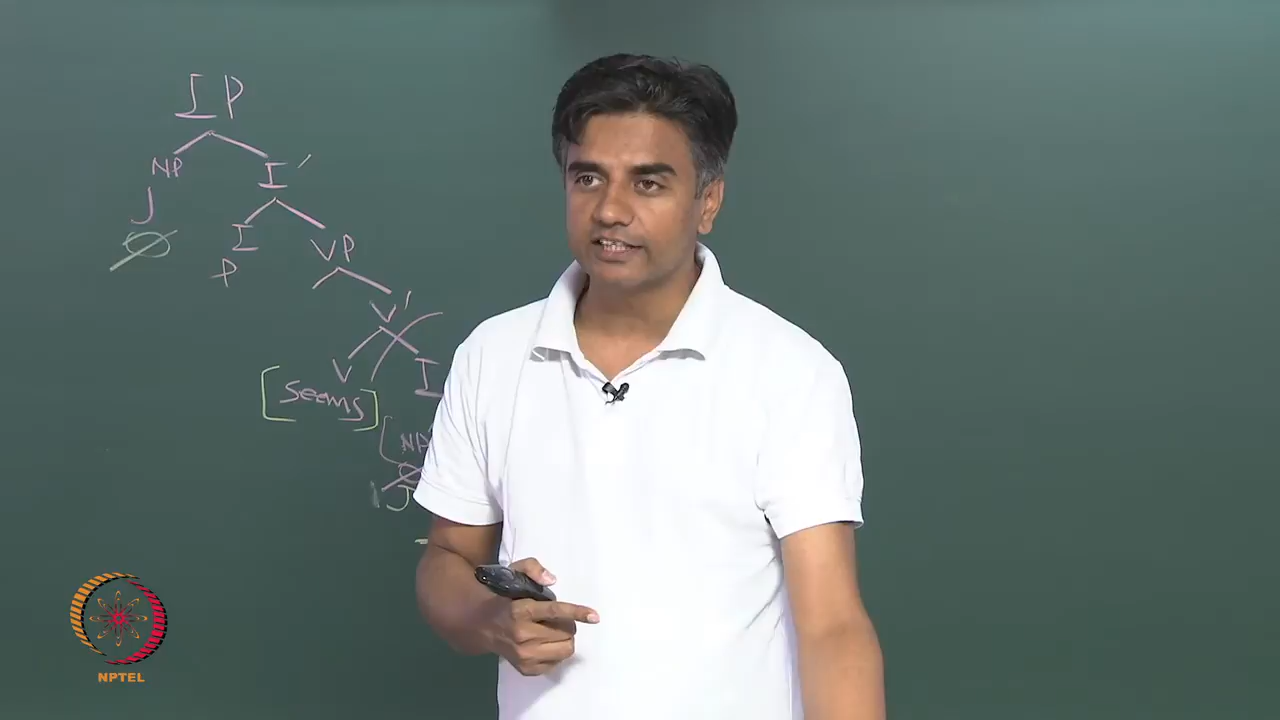 IP
NP I'
J I VP
P
V'
V I
[seems]
NP
J
NPTEL